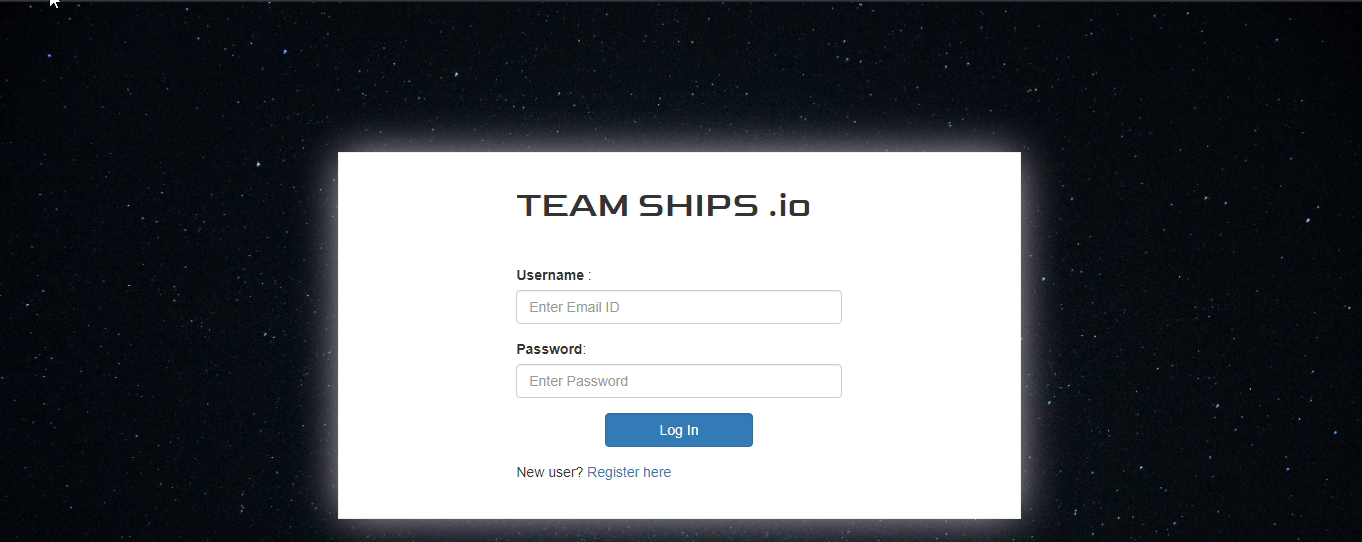 TEAM SHIPS .io
Username :
Enter Email ID
Password:
Enter Password
Log In
New user? Register here